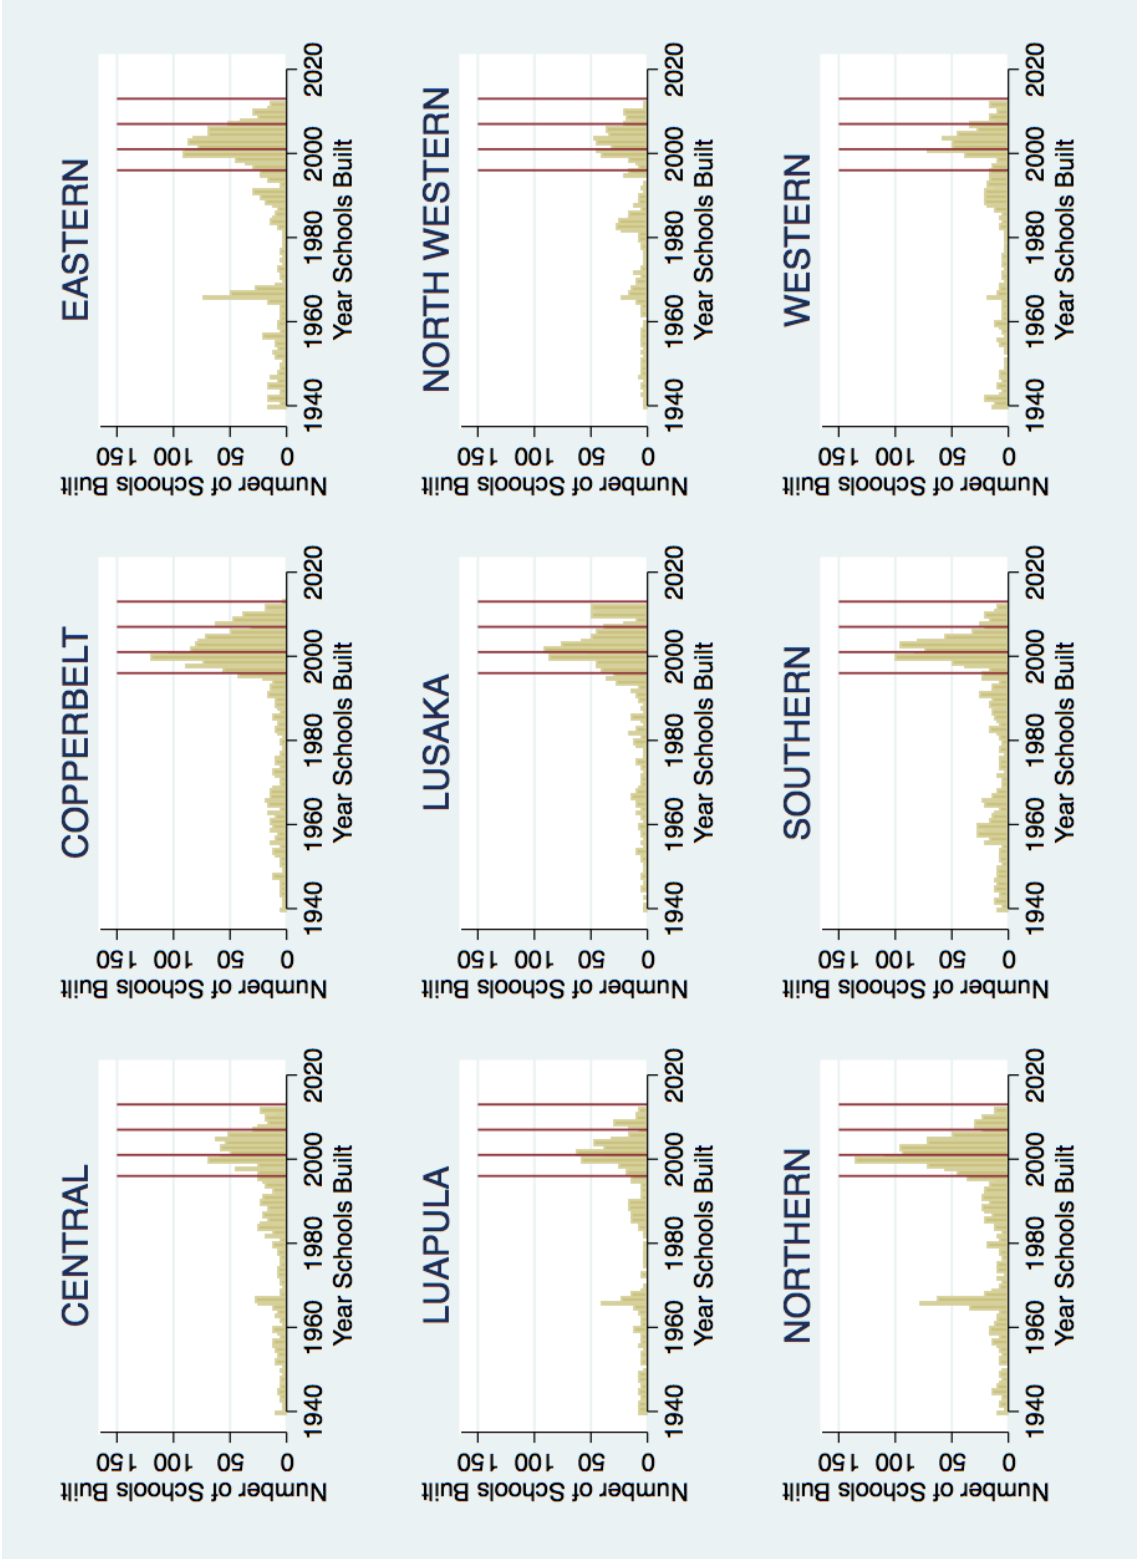 CENTRAL
Number of Schools Built
0 50 100 150
1940 1960 1980 2000 2020
Year Schools Built
COPPERBELT
Number of Schools Built
0 50 100 150
1940 1960 1980 2000 2020
Year Schools Built
EASTERN
Number of Schools Built
0 50 100 150
1940 1960 1980 2000 2020
Year Schools Built
LUAPULA
Number of Schools Built
0 50 100 150
1940 1960 1980 2000 2020
Year Schools Built
LUSAKA
Number of Schools Built
0 50 100 150
1940 1960 1980 2000 2020
Year Schools Built
NORTH WESTERN
Number of Schools Built
0 50 100 150
1940 1960 1980 2000 2020
Year Schools Built
NORTHERN
Number of Schools Built
0 50 100 150
1940 1960 1980 2000 2020
Year Schools Built
SOUTHERN
Number of Schools Built
0 50 100 150
1940 1960 1980 2000 2020
Year Schools Built
WESTERN
Number of Schools Built
0 50 100 150
1940 1960 1980 2000 2020
Year Schools Built